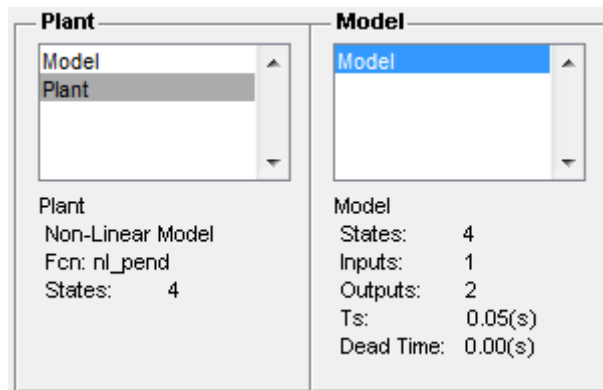 Plant
Model
Plant
Plant
Non-Linear Model
Fcn: nl_pend
States: 4
Model
Model
Model
States: 4
Inputs: 1
Outputs: 2
Ts: 0.05(s)
Dead Time: 0.00(s)